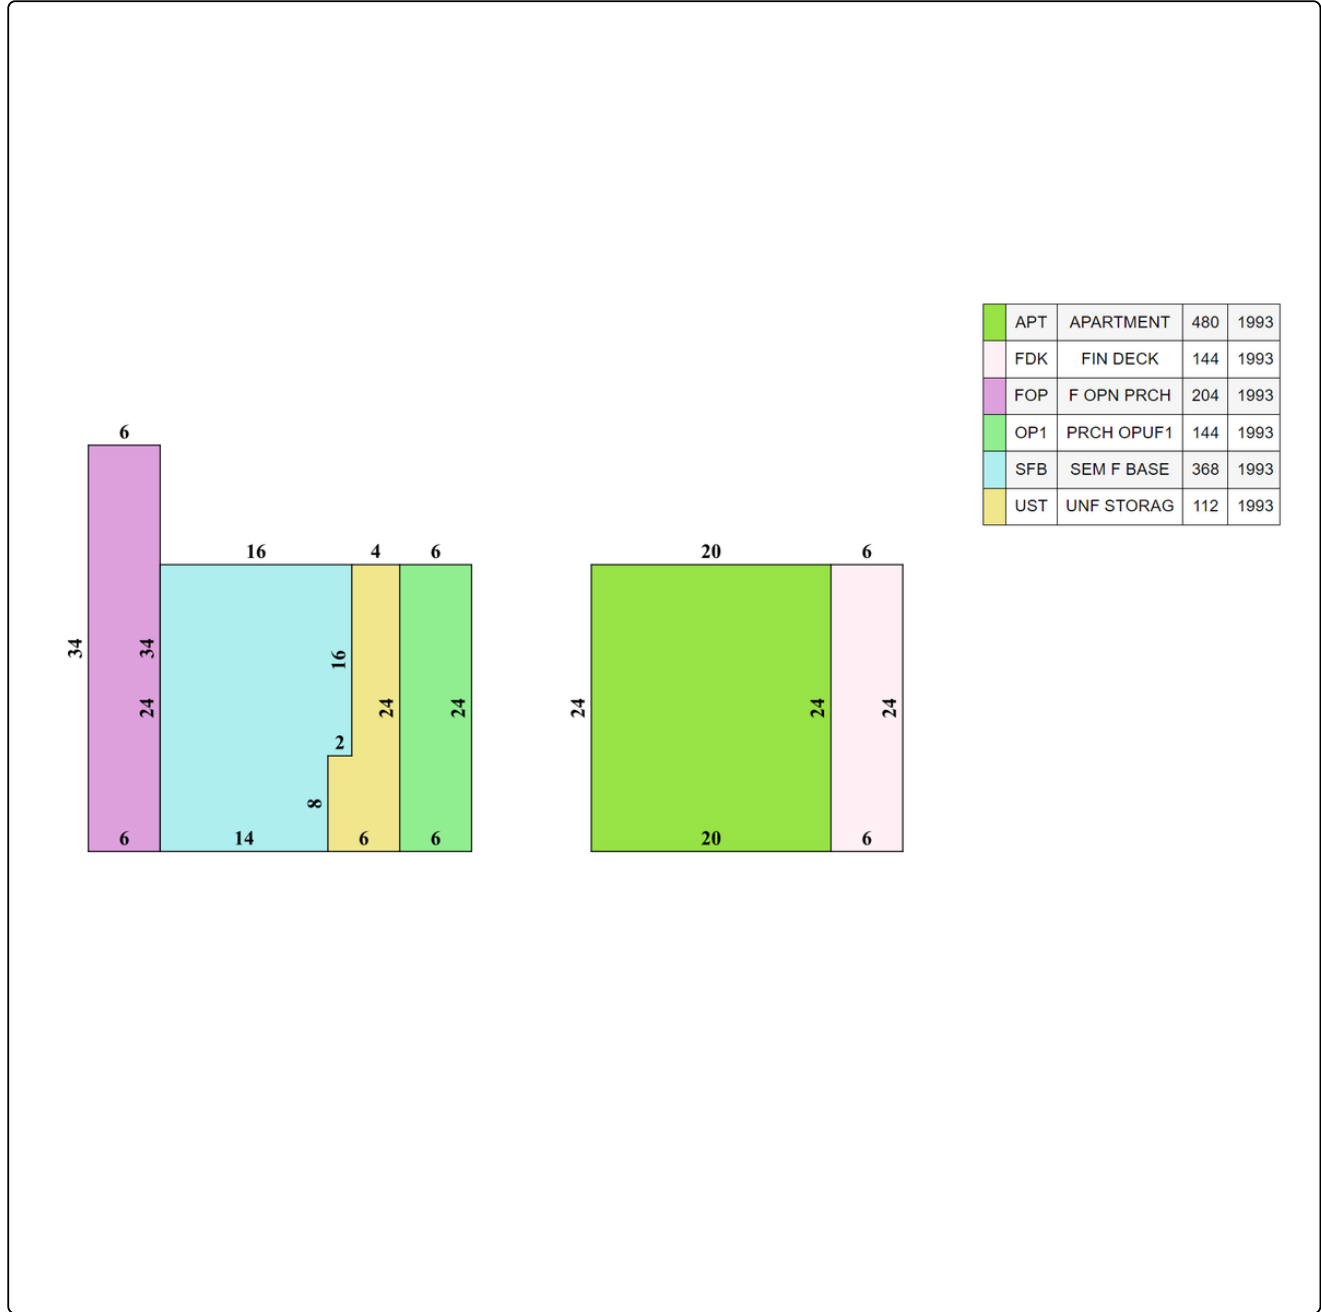 APT APARTMENT 480 1993
FDK FIN DECK 144 1993
FOP F OPN PRCH 204 1993
OP1 PRCH OPUF1 144 1993
SFB SEM F BASE 368 1993
UST UNF STORAG 112 1993
6
16 4 6 20 6
34 34 16
24 24 24 24 24 24
2
8
6 14 6 6 20 6